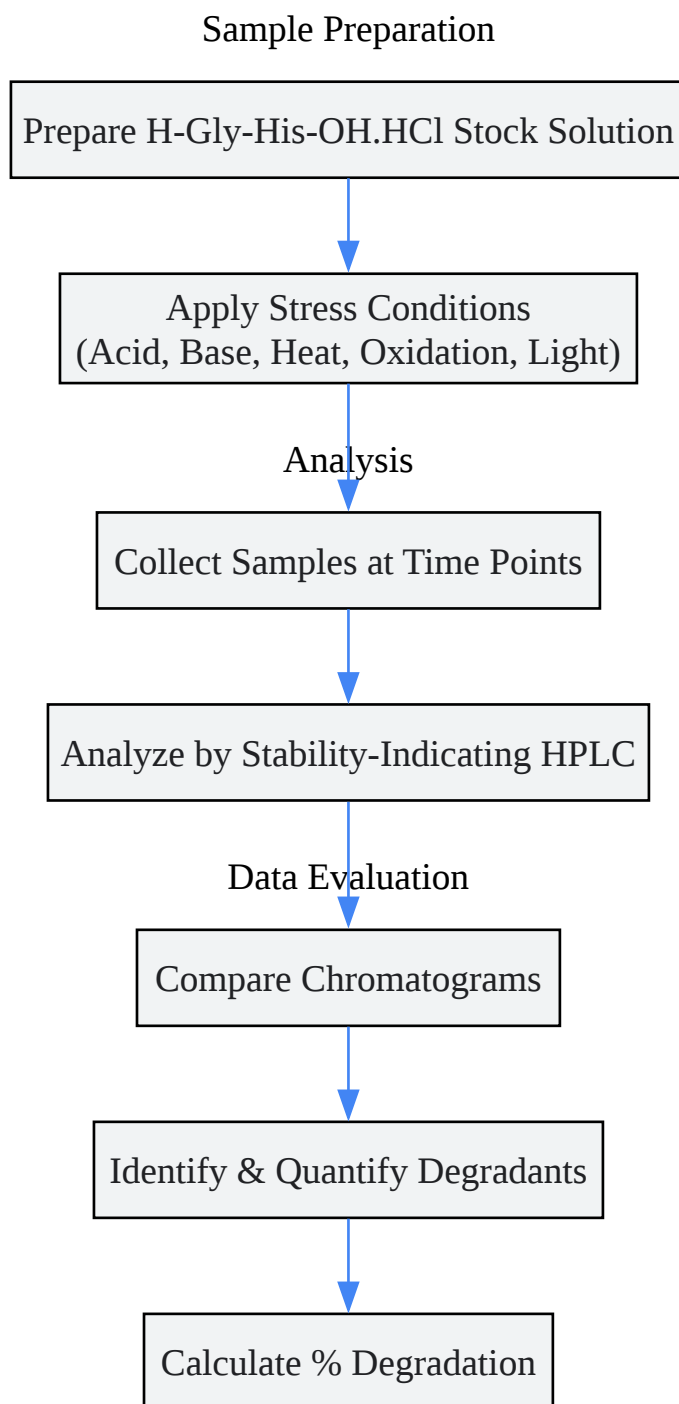 Sample Preparation
Prepare H-Gly-His-OH.HCl Stock Solution
Apply Stress Conditions
(Acid, Base, Heat, Oxidation, Light)
Analysis
Collect Samples at Time Points
Analyze by Stability-Indicating HPLC
Data Evaluation
Compare Chromatograms
Identify & Quantify Degradants
Calculate % Degradation